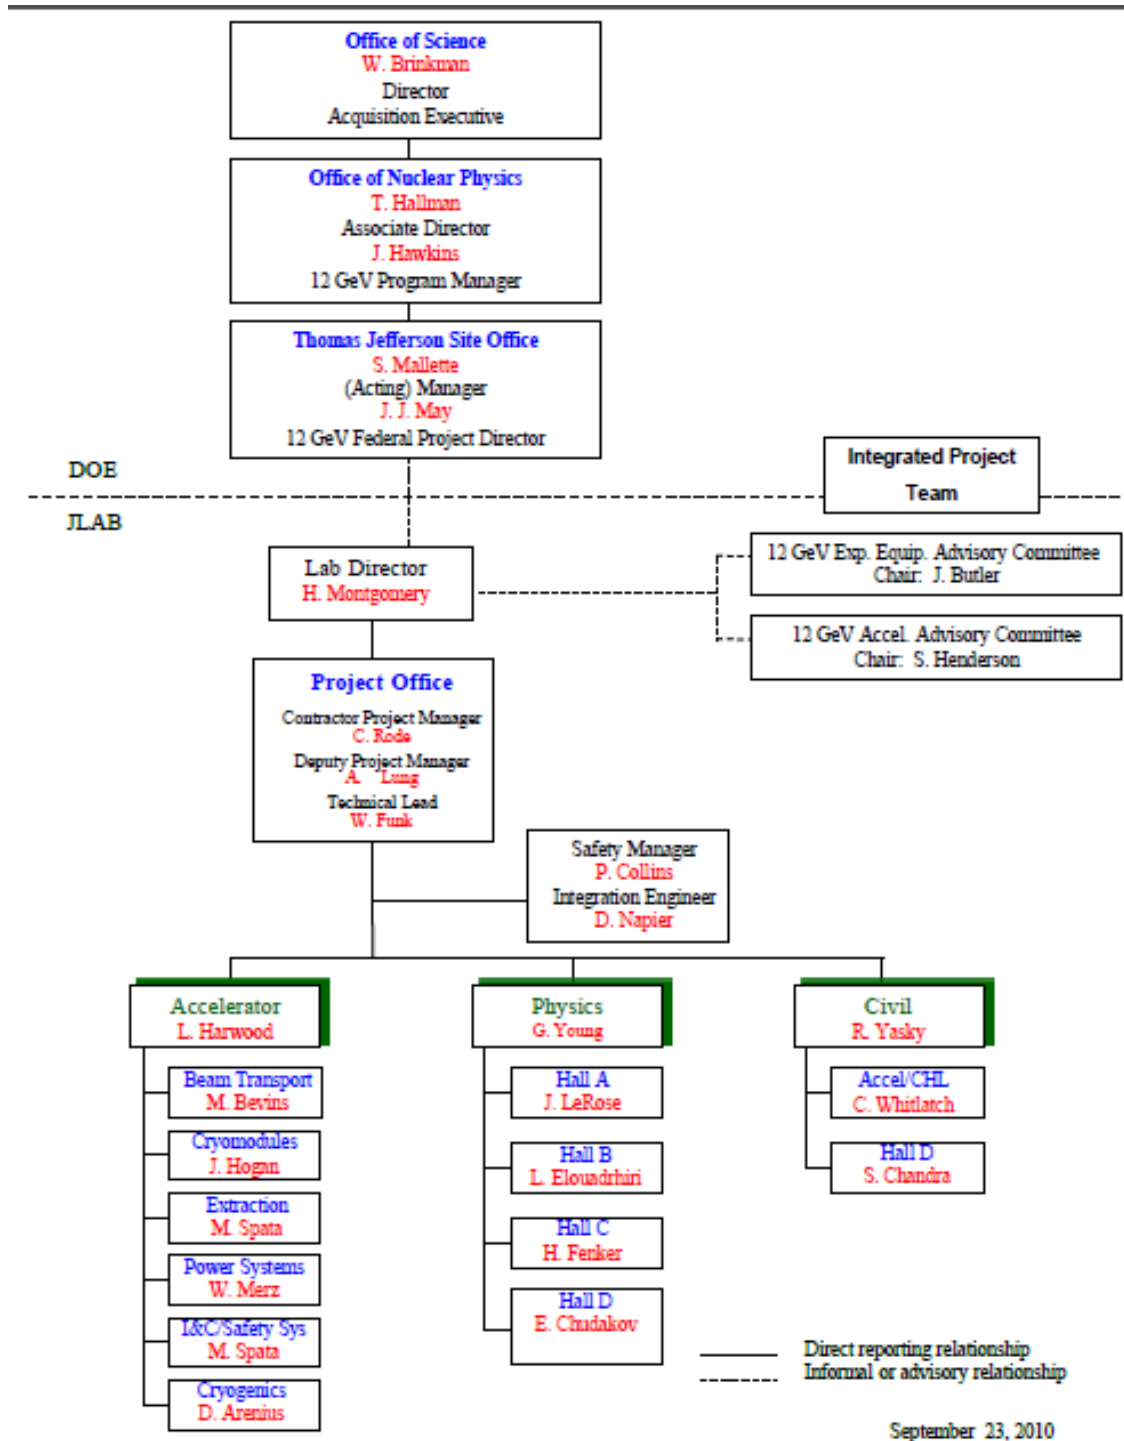 Office of Science
W. Brinkman
Director
Acquisition Executive
Office of Nuclear Physics
T. Hallman
Associate Director
J. Hawkins
12 GeV Program Manager
Thomas Jefferson Site Office
S. Mallette
(Acting) Manager
J. J. May
12 GeV Federal Project Director
Integrated Project
Team
DOE
JLAB
Lab Director
H. Montgomery
12 GeV Exp. Equip. Advisory Committee
Chair: J. Butler
12 GeV Accel. Advisory Committee
Chair: S. Henderson
Project Office
Contractor Project Manager
C. Rode
Deputy Project Manager
A. Lung
Technical Lead
W. Funk
Safety Manager
P. Collins
Integration Engineer
D. Napier
Accelerator
L. Harwood
Beam Transport
M. Bevins
Cryomodules
J. Hogan
Extraction
M. Spata
Power Systems
W. Merz
I&C/Safety Sys
M. Spata
Cryogenics
D. Arenius
Physics
G. Young
Hall A
J. LeRose
Hall B
L. Elouadrhiri
Hall C
H. Fenker
Hall D
E. Chudakov
Civil
R. Yasky
Accel/CHL
C. Whitlatch
Hall D
S. Chandra
Direct reporting relationship
Informal or advisory relationship
September 23, 2010